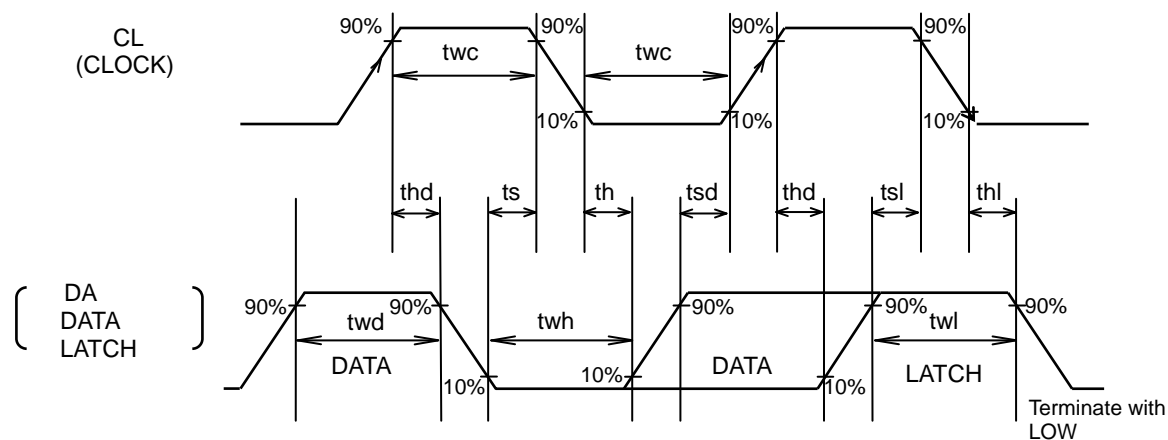 CL
(CLOCK)
90% 90% 90% 90%
twc twc
10% 10% 10%
thd ts th tsd thd tsl thl
DA
DATA
LATCH
90% 90% 90% 90% 90%
twd twh twl
DATA DATA LATCH
10% 10% 10%
Terminate with
LOW